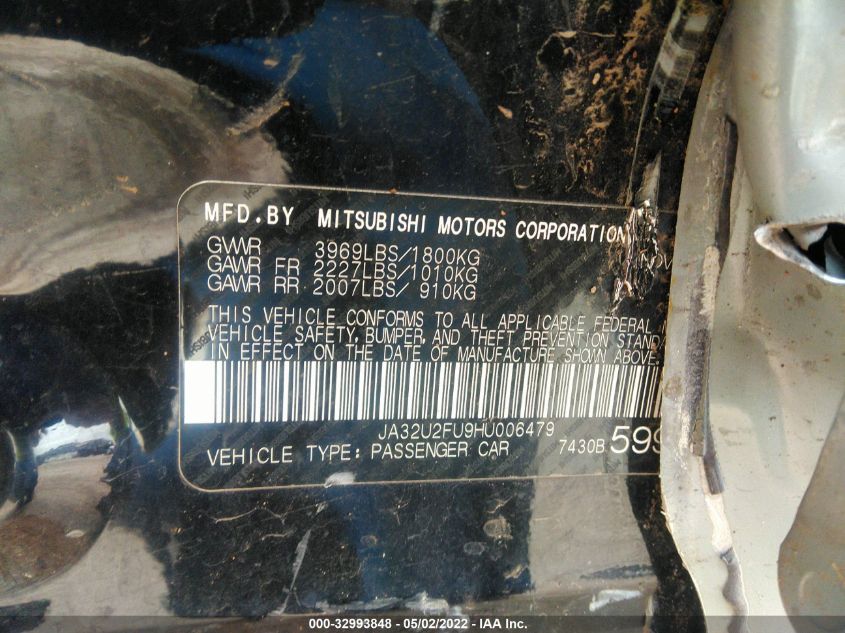 MFD.BY MITSUBISHI MOTORS CORPORATION
GVWR 3969LBS/1800KG
GAWR FR 2227LBS/1010KG
GAWR RR 2007LBS/ 910KG
THIS VEHICLE CONFORMS TO ALL APPLICABLE FEDERAL
VEHICLE SAFETY, BUMPER, AND THEFT PREVENTION STAND
IN EFFECT ON THE DATE OF MANUFACTURE SHOWN ABOVE.
JA32U2FU9HU006479
VEHICLE TYPE: PASSENGER CAR 7430B 599
000-32993848 - 05/02/2022 - IAA Inc.